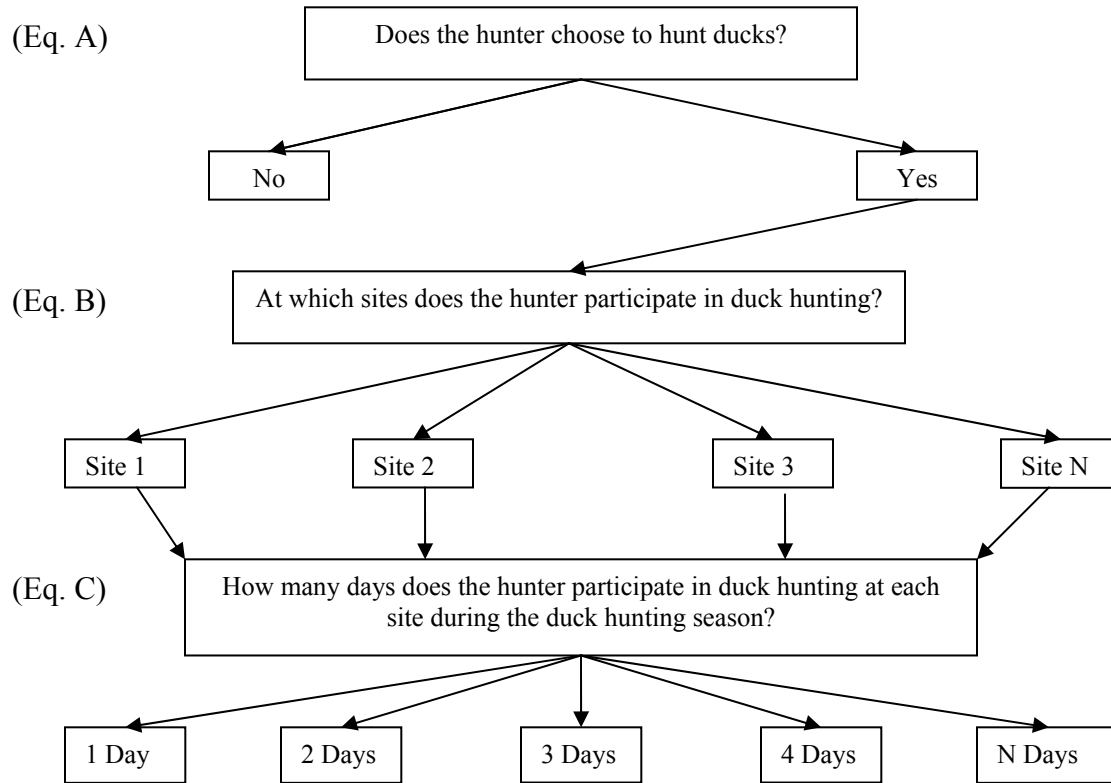 (Eq. A)
Does the hunter choose to hunt ducks?
No
Yes
(Eq. B)
At which sites does the hunter participate in duck hunting?
Site 1
Site 2
Site 3
Site N
(Eq. C)
How many days does the hunter participate in duck hunting at each
site during the duck hunting season?
1 Day
2 Days
3 Days
4 Days
N Days